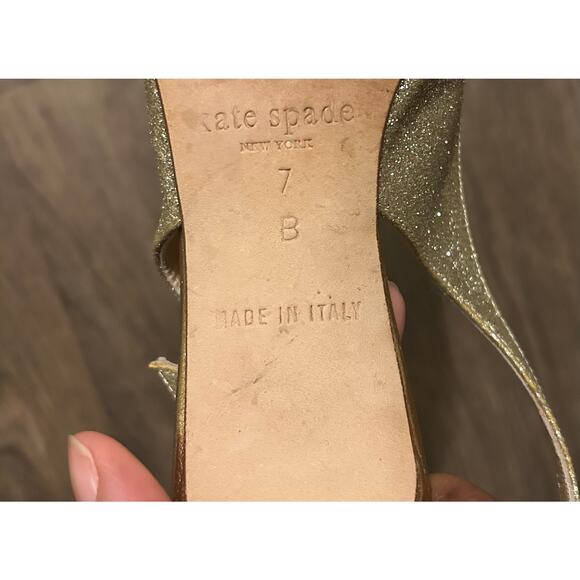 kate spade
NEW YORK
7
B
MADE IN ITALY